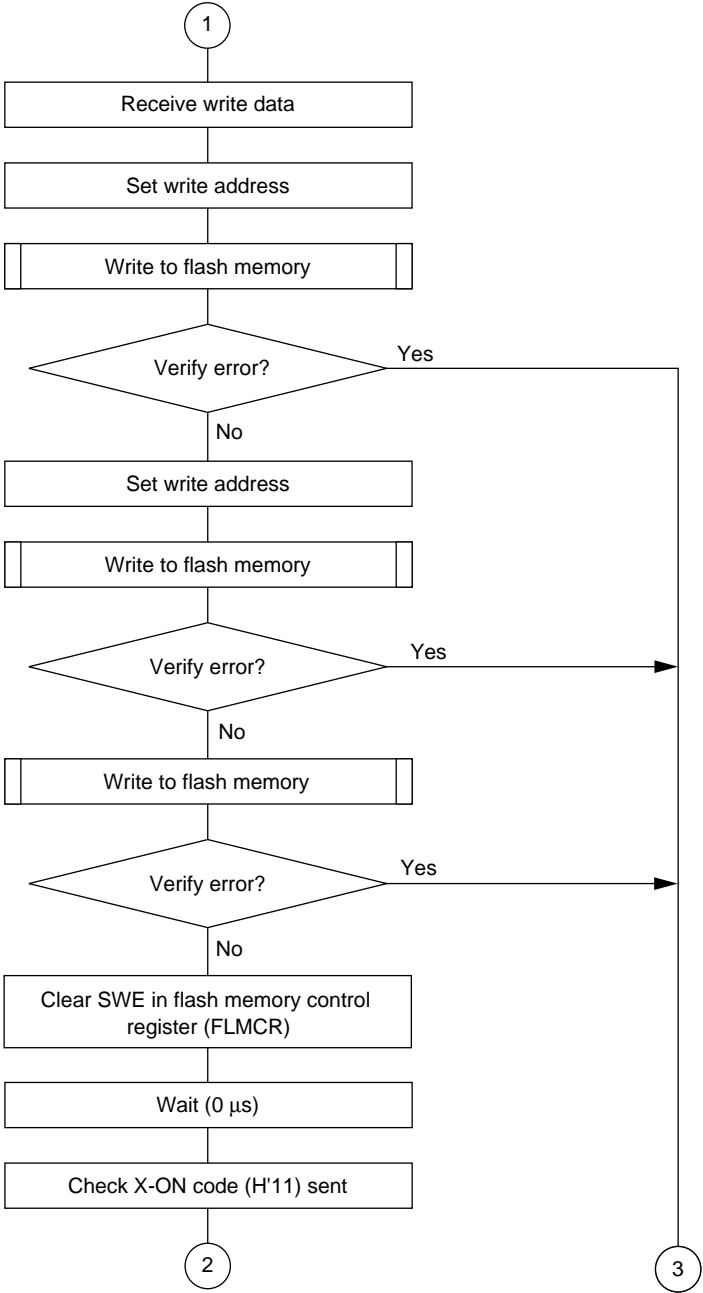 1
Receive write data
Set write address
Write to flash memory
Verify error?
Yes
No
Set write address
Write to flash memory
Verify error?
Yes
No
Write to flash memory
Verify error?
Yes
No
Clear SWE in flash memory control
register (FLMCR)
Wait (0 μs)
Check X-ON code (H'11) sent
2
3